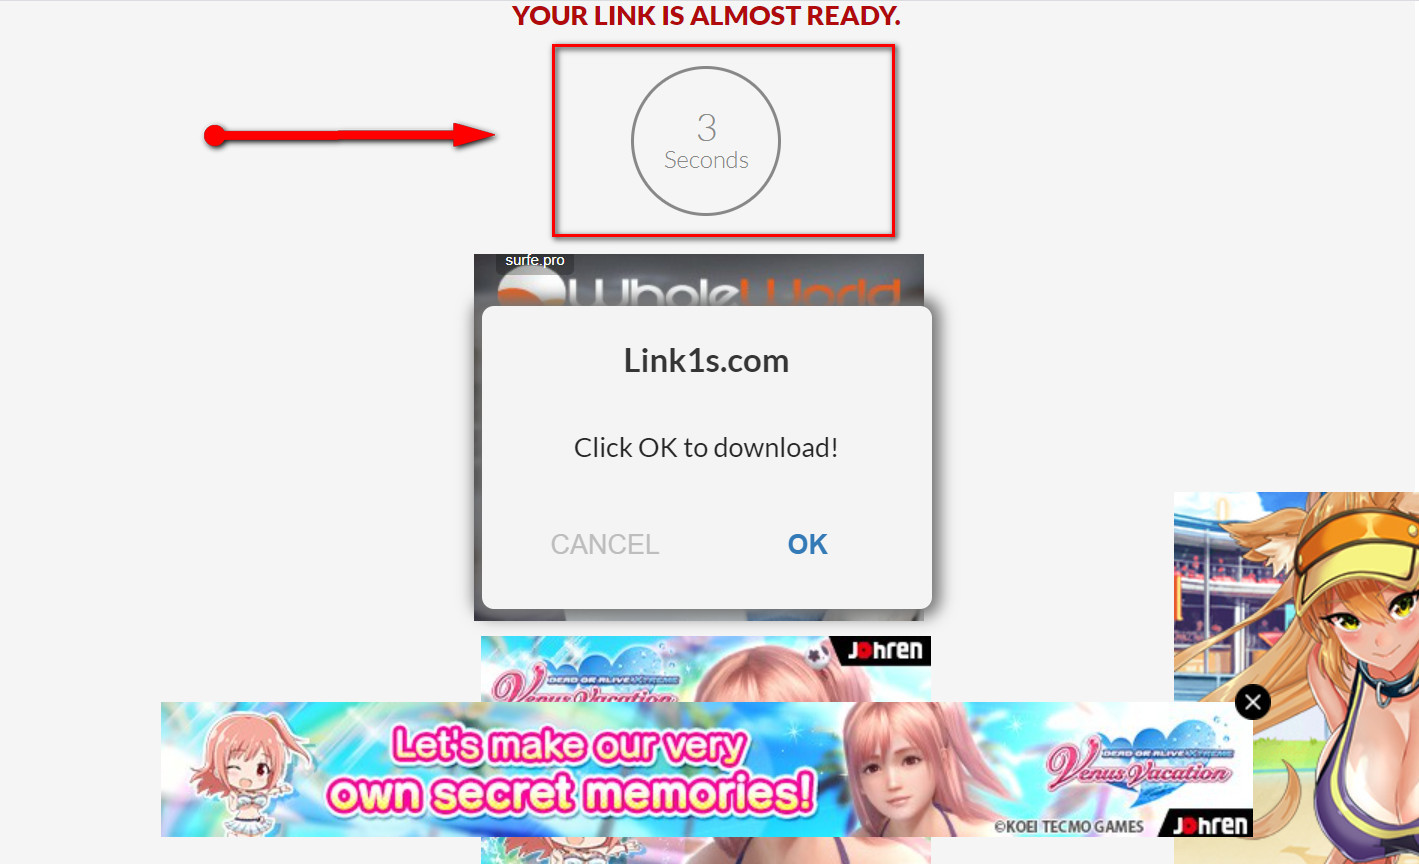 YOUR LINK IS ALMOST READY.
3
Seconds
surfe.pro
WholeWorld
Link1s.com
Click OK to download!
CANCEL
OK
Johren
DEAD OR ALIVE XTREME
Venus Vacation
Let's make our very
own secret memories!
DEAD OR ALIVE XTREME
Venus Vacation
©KOEI TECMO GAMES
Johren